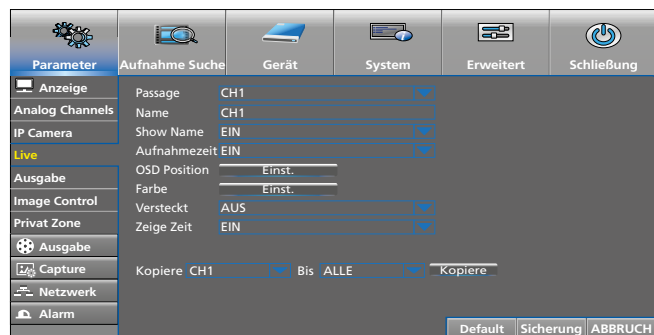 Parameter Aufnahme Suche Gerät System Erweitert Schließung
Anzeige
Analog Channels
IP Camera
Live
Ausgabe
Image Control
Privat Zone
Ausgabe
Capture
Netzwerk
Alarm
Passage CH1
Name CH1
Show Name EIN
Aufnahmezeit EIN
OSD Position Einst.
Farbe Einst.
Versteckt AUS
Zeige Zeit EIN
Kopiere CH1 Bis ALLE Kopiere
Default Sicherung ABBRUCH